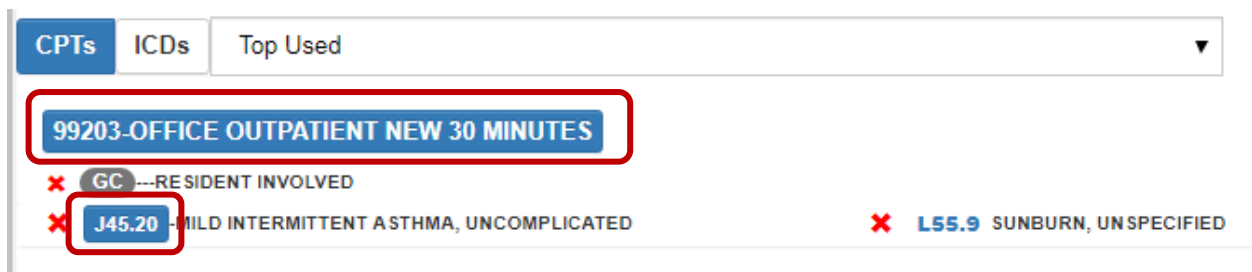 CPTs ICDs Top Used
99203-OFFICE OUTPATIENT NEW 30 MINUTES
GC---RESIDENT INVOLVED
J45.20-MILD INTERMITTENT ASTHMA, UNCOMPLICATED L55.9 SUNBURN, UNSPECIFIED